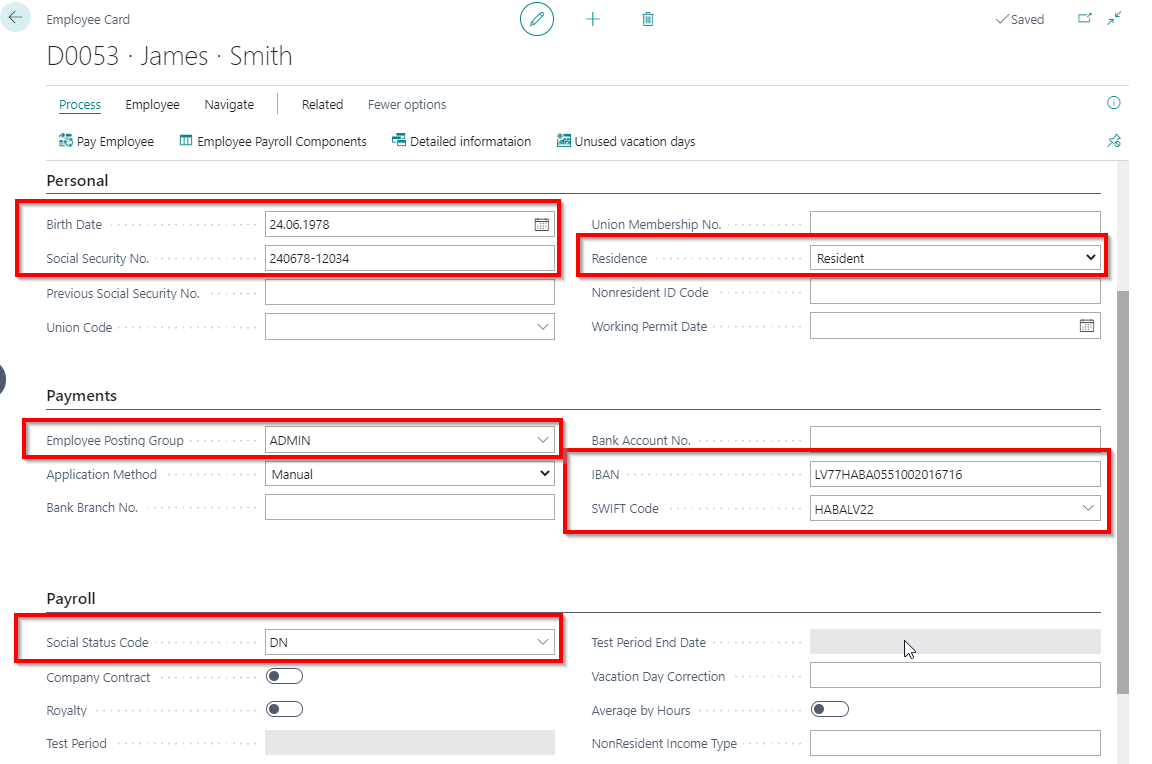 Employee Card
Saved
D0053 · James · Smith
Process Employee Navigate Related Fewer options
Pay Employee Employee Payroll Components Detailed informataion Unused vacation days
Personal
Birth Date 24.06.1978 Union Membership No.
Social Security No. 240678-12034 Residence Resident
Previous Social Security No. Nonresident ID Code
Union Code Working Permit Date
Payments
Employee Posting Group ADMIN Bank Account No.
Application Method Manual IBAN LV77HABA0551002016716
Bank Branch No. SWIFT Code HABALV22
Payroll
Social Status Code DN Test Period End Date
Company Contract Vacation Day Correction
Royalty Average by Hours
Test Period NonResident Income Type